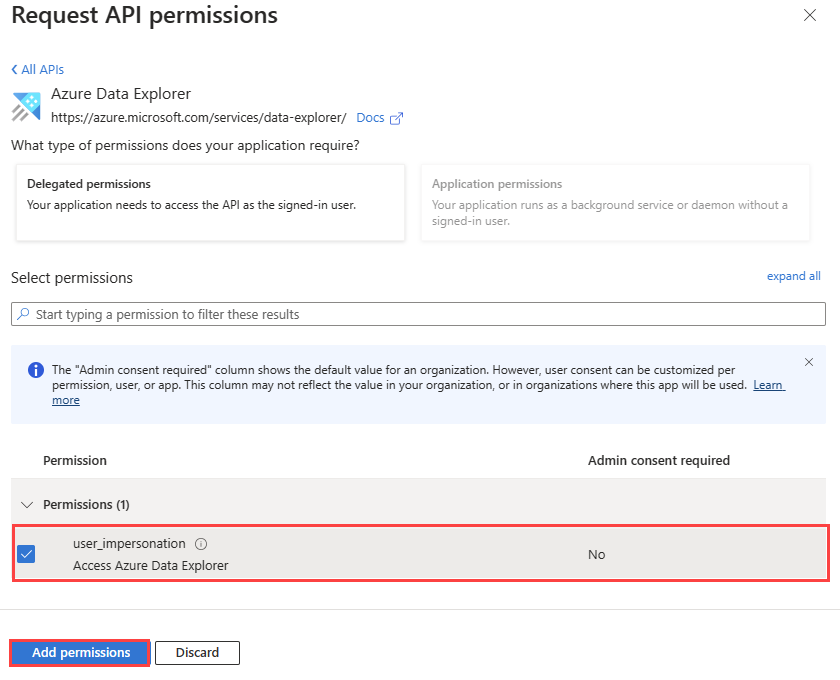 Request API permissions
All APIs
Azure Data Explorer
https://azure.microsoft.com/services/data-explorer/ Docs
What type of permissions does your application require?
Delegated permissions
Your application needs to access the API as the signed-in user.
Application permissions
Your application runs as a background service or daemon without a
signed-in user.
Select permissions
expand all
Start typing a permission to filter these results
The "Admin consent required" column shows the default value for an organization. However, user consent can be customized per
permission, user, or app. This column may not reflect the value in your organization, or in organizations where this app will be used. Learn
more
Permission Admin consent required
Permissions (1)
user_impersonation
Access Azure Data Explorer
No
Add permissions Discard